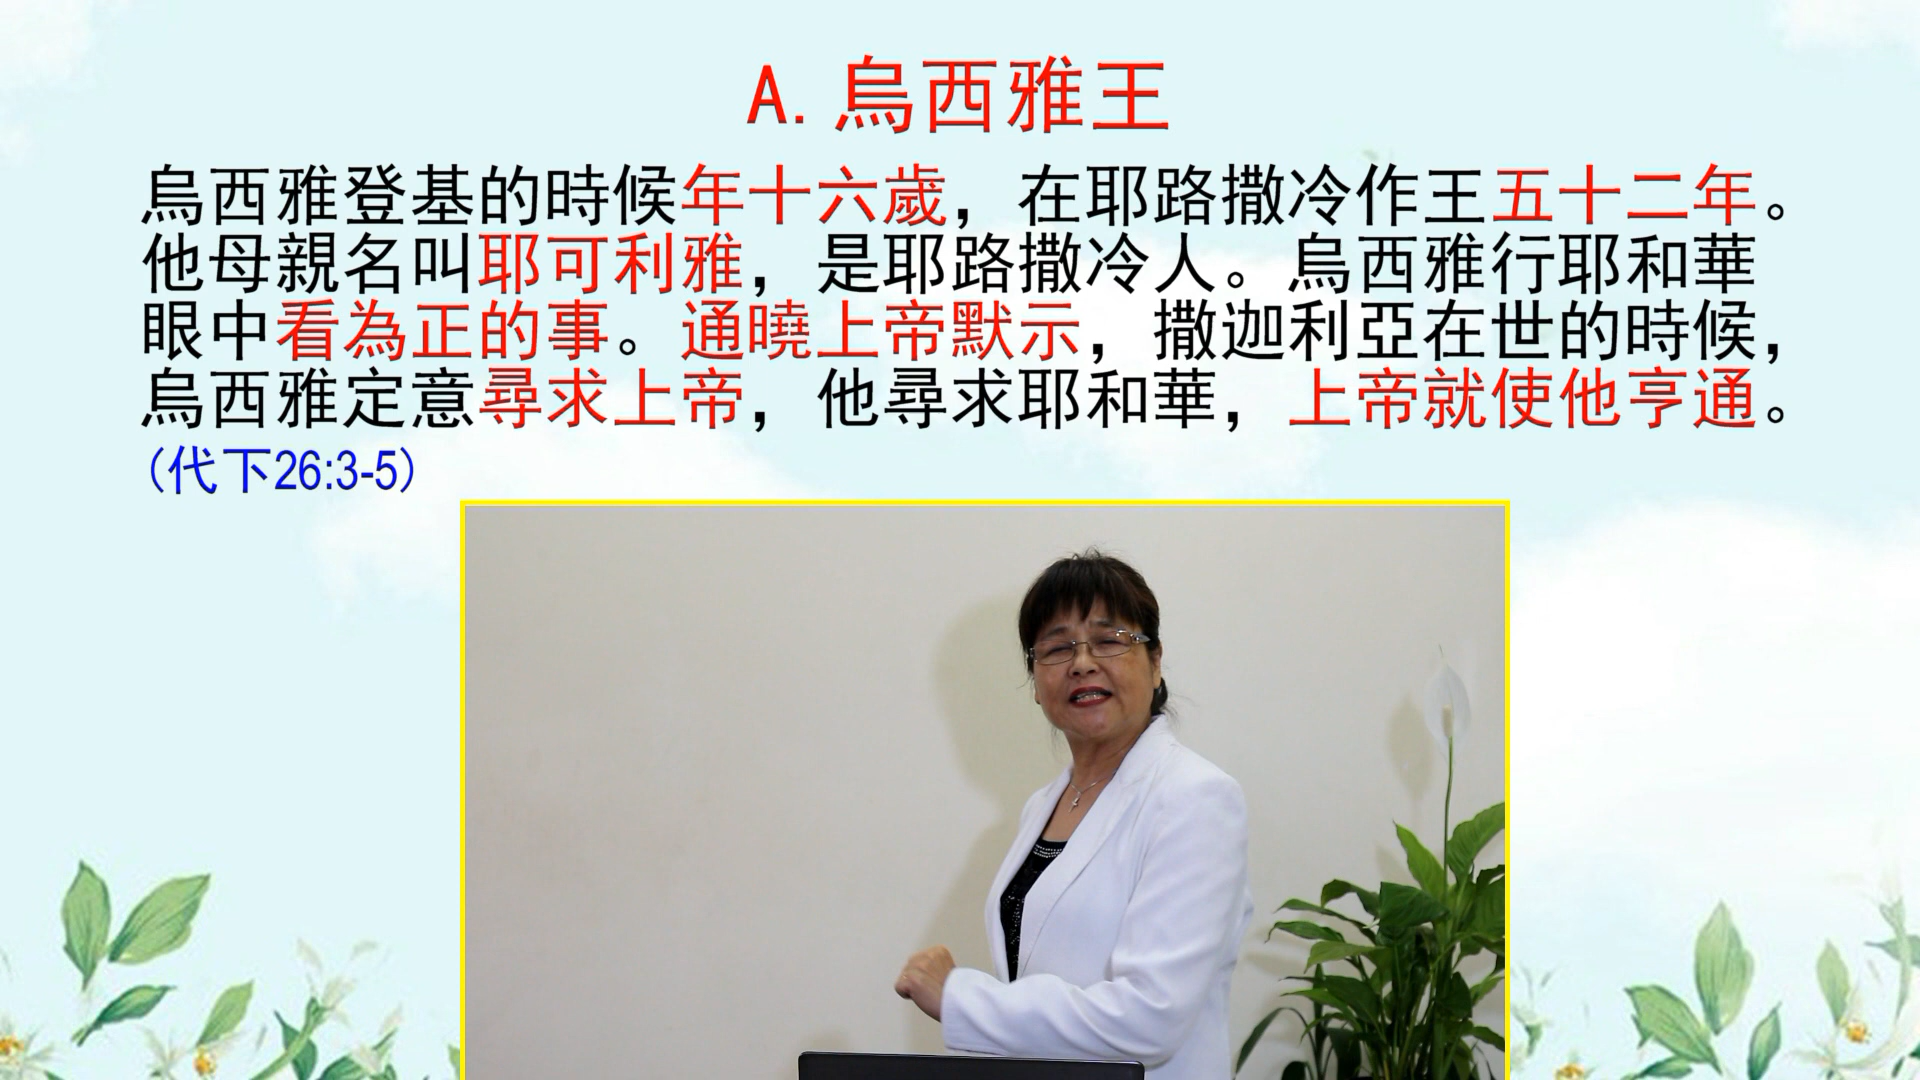 A.烏西雅王
烏西雅登基的時候年十六歲，在耶路撒冷作王五十二年。
他母親名叫耶可利雅，是耶路撒冷人。烏西雅行耶和華
眼中看為正的事。通曉上帝默示，撒迦利亞在世的時候，
烏西雅定意尋求上帝，他尋求耶和華，上帝就使他亨通。
(代下26:3-5)